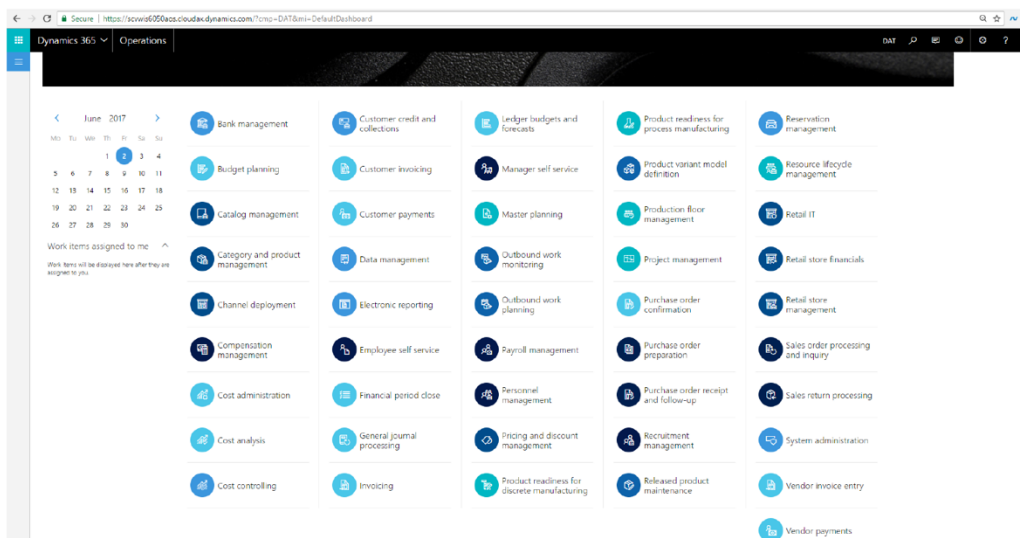 Secure | https://scvwis6050aos.cloudax.dynamics.com/?cmp=DAT&mi=DefaultDashboard
Dynamics 365
Operations
DAT
?
June 2017
Mo Tu We Th Fr Sa Su
1 2 3 4
5 6 7 8 9 10 11
12 13 14 15 16 17 18
19 20 21 22 23 24 25
26 27 28 29 30
Work items assigned to me
Work items will be displayed here after they are
assigned to you.
Bank management
Budget planning
Catalog management
Category and product
management
Channel deployment
Compensation
management
Cost administration
Cost analysis
Cost controlling
Customer credit and
collections
Customer invoicing
Customer payments
Data management
Electronic reporting
Employee self service
Financial period close
General journal
processing
Invoicing
Ledger budgets and
forecasts
Manager self service
Master planning
Outbound work
monitoring
Outbound work
planning
Payroll management
Personnel
management
Pricing and discount
management
Product readiness for
discrete manufacturing
Product readiness for
process manufacturing
Product variant model
definition
Production floor
management
Project management
Purchase order
confirmation
Purchase order
preparation
Purchase order receipt
and follow-up
Recruitment
management
Released product
maintenance
Reservation
management
Resource lifecycle
management
Retail IT
Retail store financials
Retail store
management
Sales order processing
and inquiry
Sales return processing
System administration
Vendor invoice entry
Vendor payments